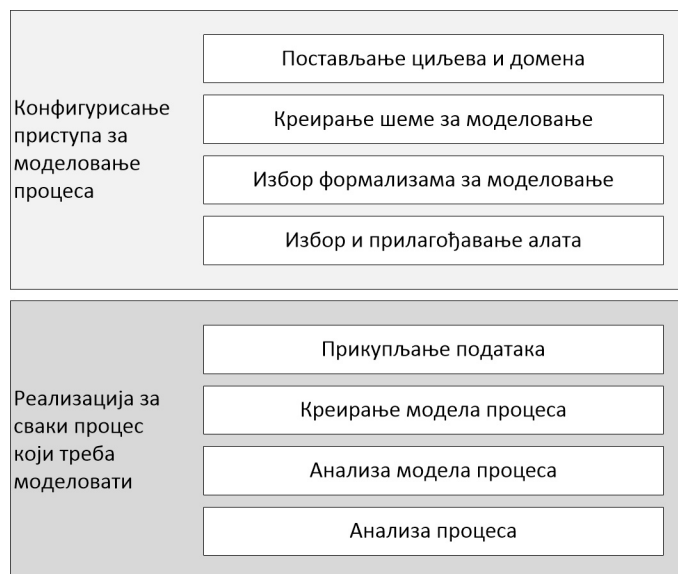 Конфигурисање
приступа за
моделовање
процеса
Постављање циљева и домена
Креирање шеме за моделовање
Избор формализама за моделовање
Избор и прилагођавање алата
Реализација за
сваки процес
који треба
моделовати
Прикупљање података
Креирање модела процеса
Анализа модела процеса
Анализа процеса